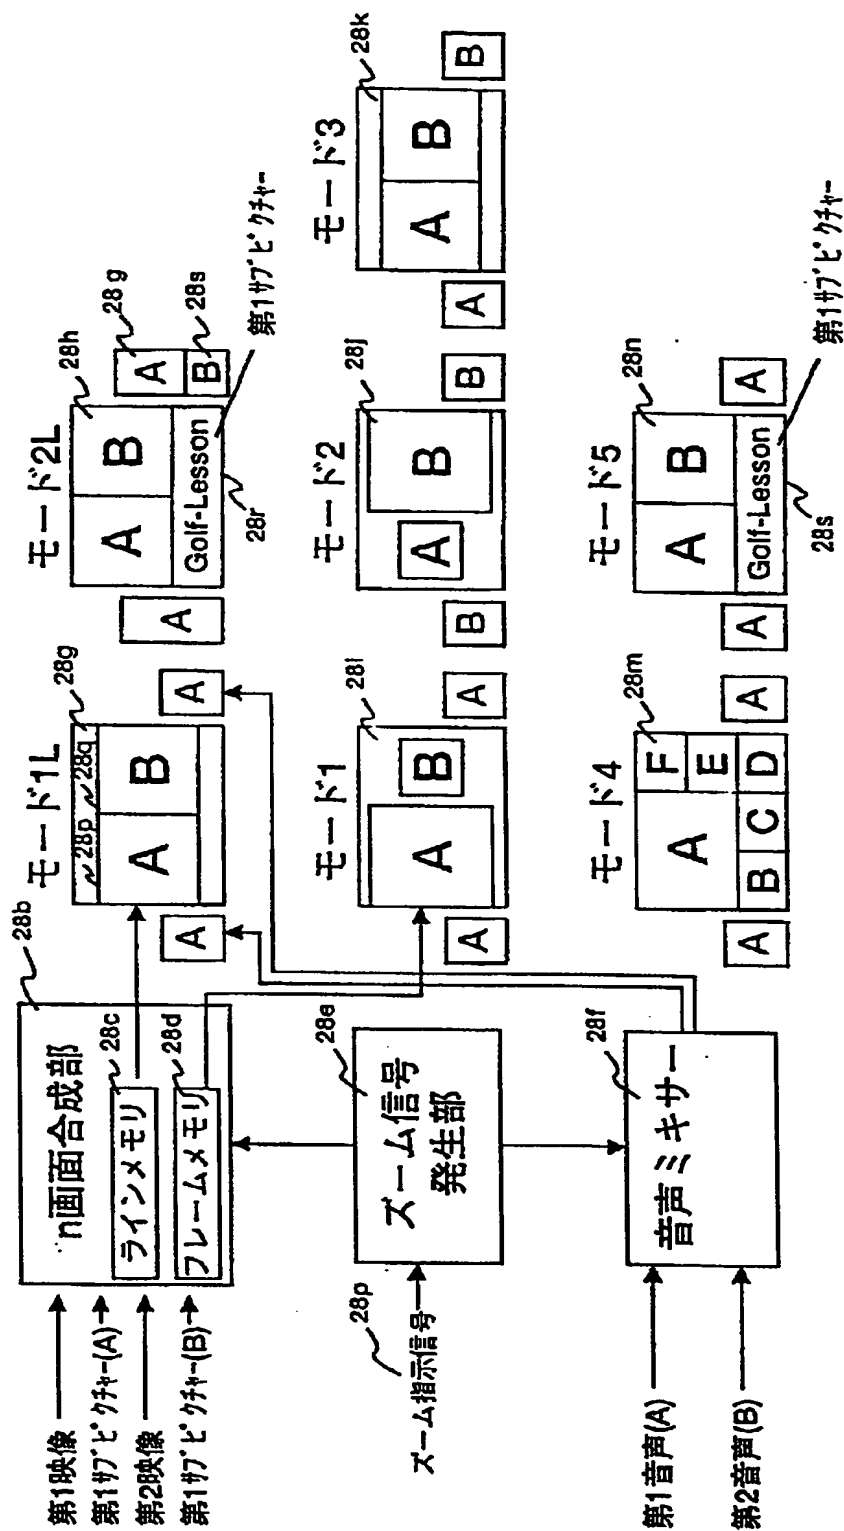 第1映像
第1ｻﾌﾞﾋﾟｸﾁｬｰ(A)
第2映像
第1ｻﾌﾞﾋﾟｸﾁｬｰ(B)
n画面合成部
28b
ラインメモリ
28c
フレームメモリ
28d
28p
ズーム指示信号
ズーム信号
発生部
28e
第1音声(A)
第2音声(B)
音声ミキサー
28f
モード1L
28p
28q
28g
A
A
B
A
モード2L
28h
A
A
B
Golf-Lesson
28r
A
28g
B
28s
第1ｻﾌﾞﾋﾟｸﾁｬｰ
モード1
28i
A
A
B
A
モード2
28j
B
A
B
B
モード3
28k
A
A
B
B
モード4
28m
A
A
F
E
B
C
D
A
モード5
28n
A
A
B
Golf-Lesson
28s
A
第1ｻﾌﾞﾋﾟｸﾁｬｰ